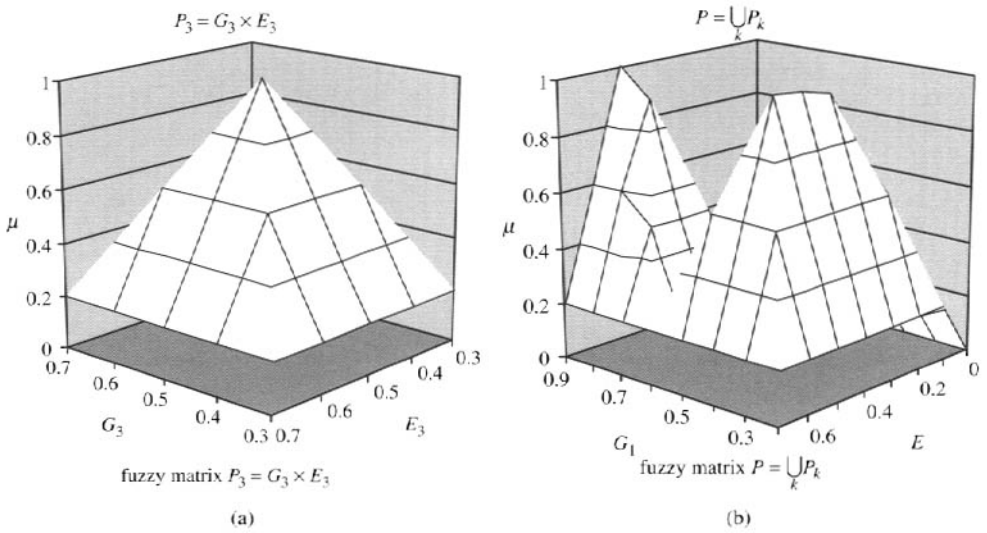 P₃ = G₃ × E₃
1
0.8
0.6
μ
0.4
0.2
0
0.7
0.6
0.5
0.4
0.3
G₃
0.7
0.6
0.5
0.4
0.3
E₃
fuzzy matrix P₃ = G₃ × E₃
(a)
P = ⋃ₖ Pₖ
1
0.8
0.6
μ
0.4
0.2
0
0.9
0.7
0.5
0.3
G₁
0.6
0.4
0.2
0
E
fuzzy matrix P = ⋃ₖ Pₖ
(b)